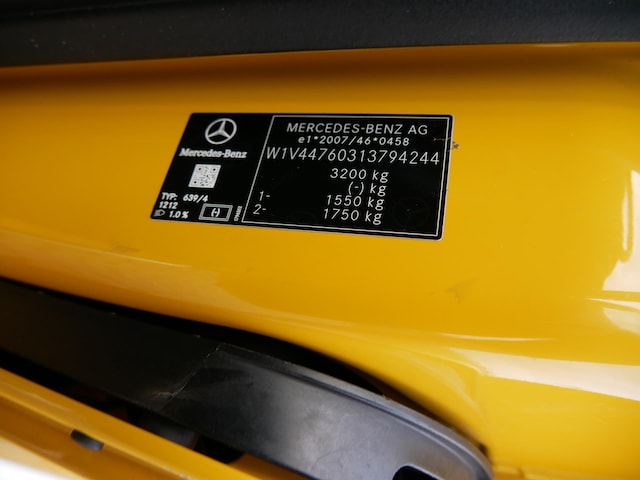 Mercedes-Benz
TYP: 639/4
1212
1.0 %
MERCEDES-BENZ AG
e1*2007/46*0458
W1V44760313794244
3200 kg
(-) kg
1- 1550 kg
2- 1750 kg